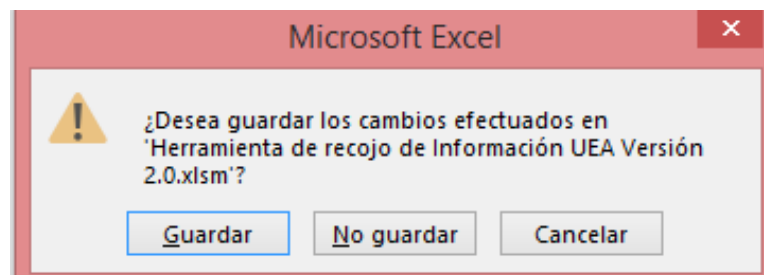 Microsoft Excel
¿Desea guardar los cambios efectuados en
'Herramienta de recojo de Información UEA Versión
2.0.xlsm'?
Guardar No guardar Cancelar